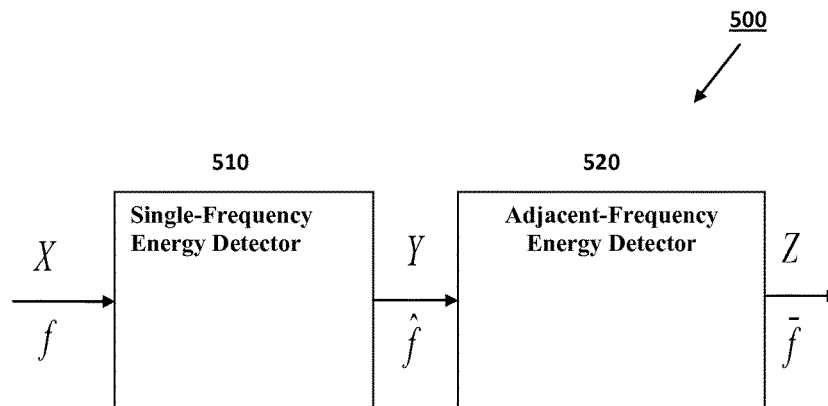 500
510
520
Single-Frequency
Energy Detector
Adjacent-Frequency
Energy Detector
X
Y
Z
f
f̂
f̄